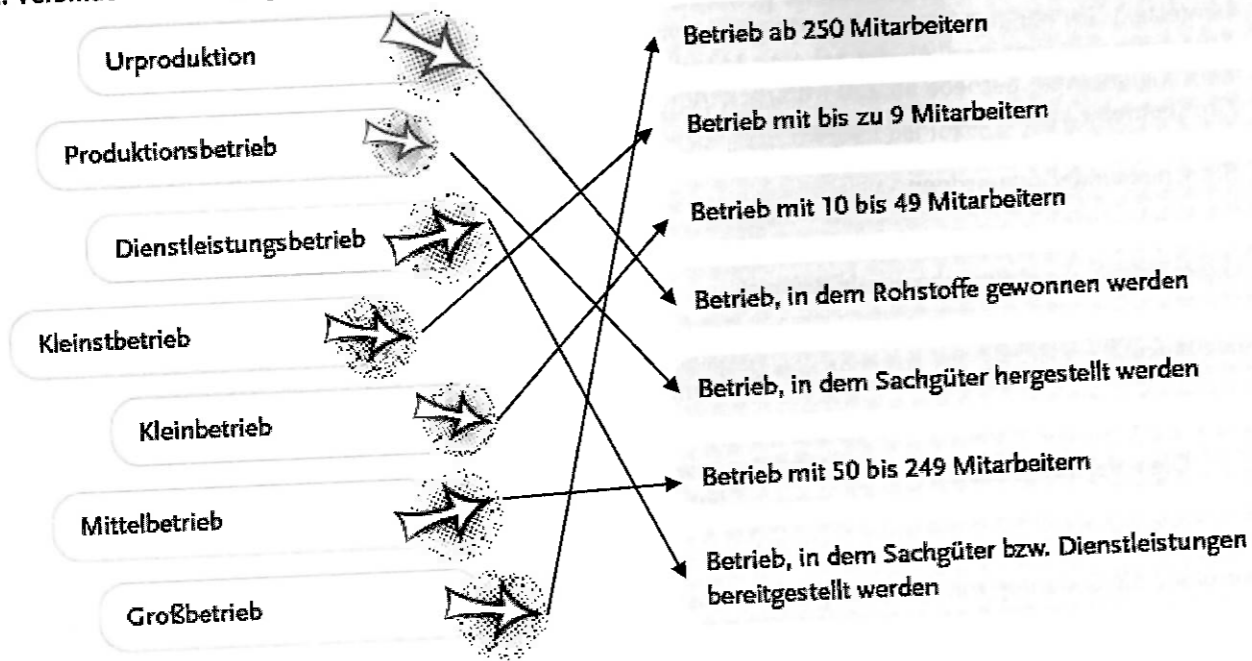 Urproduktion
Produktionsbetrieb
Dienstleistungsbetrieb
Kleinstbetrieb
Kleinbetrieb
Mittelbetrieb
Großbetrieb
Betrieb ab 250 Mitarbeitern
Betrieb mit bis zu 9 Mitarbeitern
Betrieb mit 10 bis 49 Mitarbeitern
Betrieb, in dem Rohstoffe gewonnen werden
Betrieb, in dem Sachgüter hergestellt werden
Betrieb mit 50 bis 249 Mitarbeitern
Betrieb, in dem Sachgüter bzw. Dienstleistungen
bereitgestellt werden